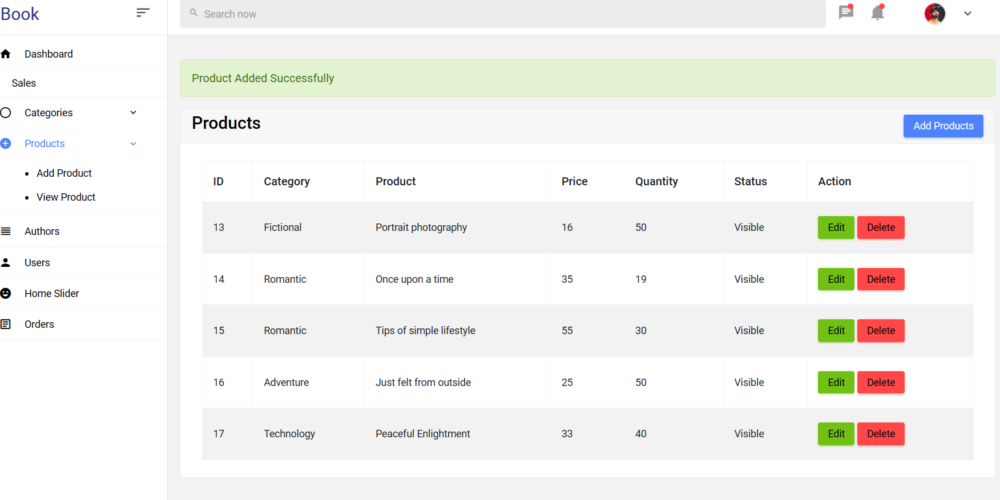 Book
Search now
Dashboard
Sales
Categories
Products
Add Product
View Product
Authors
Users
Home Slider
Orders
Product Added Successfully
Products
Add Products
ID Category Product Price Quantity Status Action
13 Fictional Portrait photography 16 50 Visible Edit Delete
14 Romantic Once upon a time 35 19 Visible Edit Delete
15 Romantic Tips of simple lifestyle 55 30 Visible Edit Delete
16 Adventure Just felt from outside 25 50 Visible Edit Delete
17 Technology Peaceful Enlightment 33 40 Visible Edit Delete